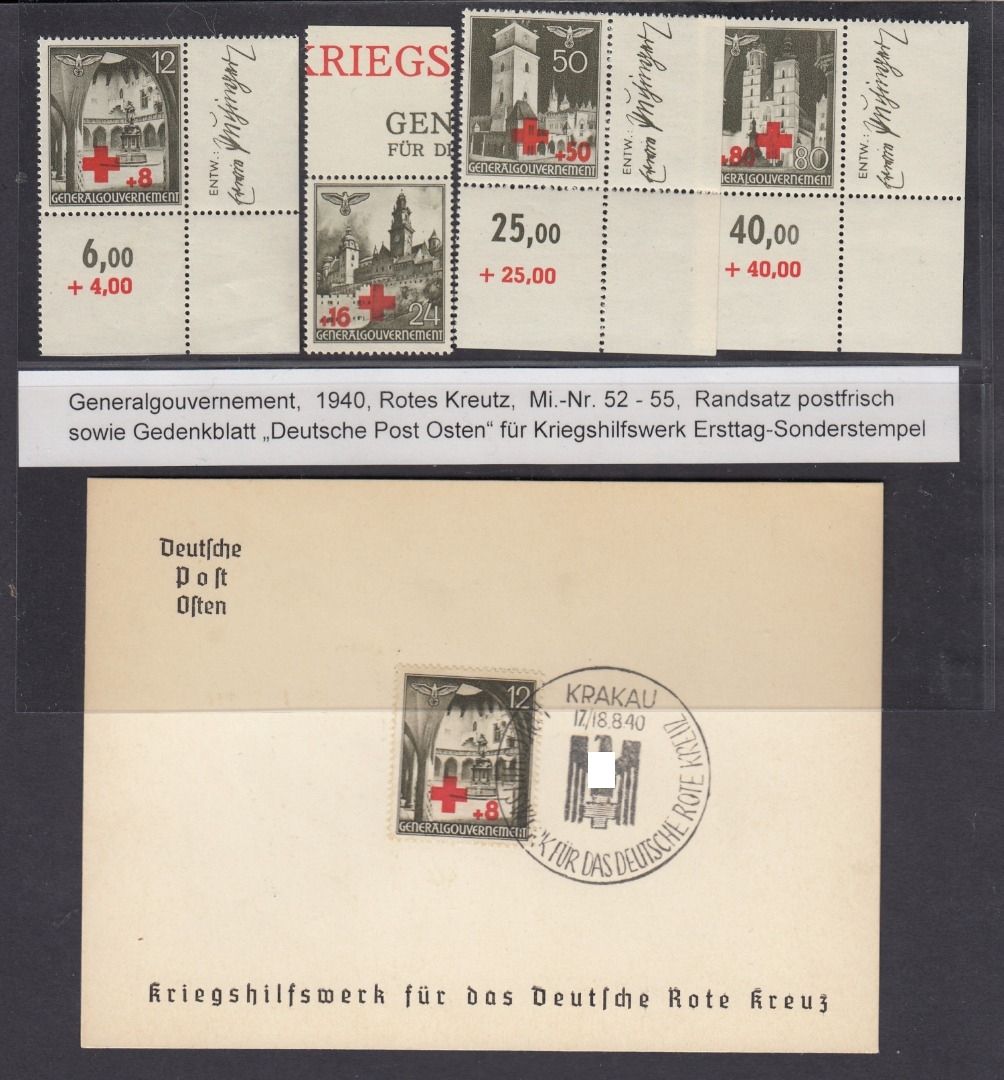 12
+8
GENERALGOUVERNEMENT
ENTW.:
6,00
+ 4,00
KRIEGS
GEN
FÜR D
+16
24
GENERALGOUVERNEMENT
50
+50
GENERALGOUVERNEMENT
ENTW.:
25,00
+ 25,00
+80
80
GENERALGOUVERNEMENT
ENTW.:
40,00
+ 40,00
Generalgouvernement, 1940, Rotes Kreutz, Mi.-Nr. 52 - 55, Randsatz postfrisch
sowie Gedenkblatt „Deutsche Post Osten“ für Kriegshilfswerk Ersttag-Sonderstempel
Deutſche
Poſt
Oſten
12
+8
GENERALGOUVERNEMENT
KRAKAU
17./18.8.40
K FÜR DAS DEUTSCHE ROTE KREUZ
Kriegshilfswerk für das Deutſche Rote Kreuz